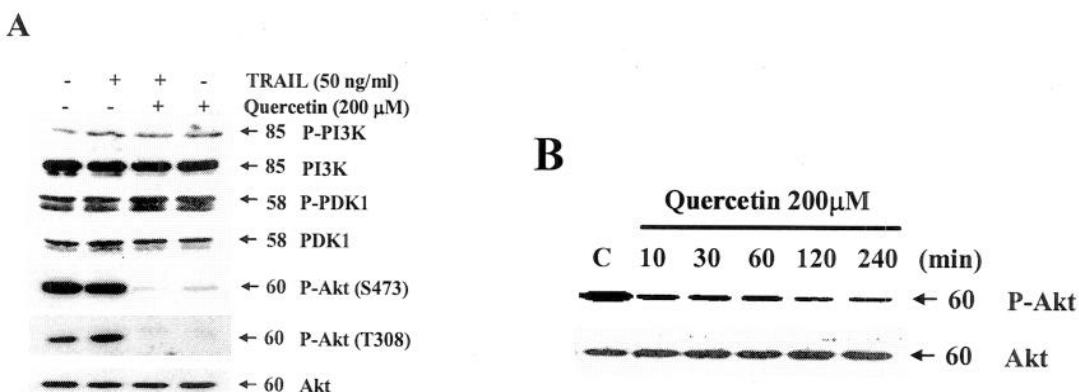 A
- + + - TRAIL (50 ng/ml)
- - + + Quercetin (200 μM)
← 85 P-PI3K
← 85 PI3K
← 58 P-PDK1
← 58 PDK1
← 60 P-Akt (S473)
← 60 P-Akt (T308)
← 60 Akt
B
Quercetin 200μM
C 10 30 60 120 240 (min)
← 60 P-Akt
← 60 Akt